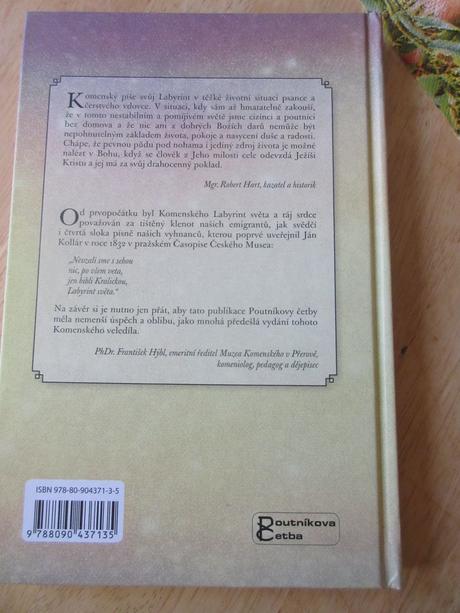 Komenský píše svůj Labyrint v těžké životní situaci psance a
čerstvého vdovce. V situaci, kdy sám až hmatatelně zakouší,
že v tomto nestabilním a pomíjivém světě jsme cizinci a poutníci
bez domova a že nic ani z dobrých Božích darů nemůže být
nepohnutelným základem života, pokoje a nasycení duše a radosti.
Chápe, že pevnou půdu pod nohama i jediný zdroj života je možné
nalézt v Bohu, když se člověk z Jeho milosti cele odevzdá Ježíši
Kristu a jej má za svůj drahocenný poklad.
Mgr. Robert Hart, kazatel a historik
Od prvopočátku byl Komenského Labyrint světa a ráj srdce
považován za tištěný klenot našich emigrantů, jak svědčí
i čtvrtá sloka písně našich vyhnanců, kterou poprvé uveřejnil Ján
Kollár v roce 1832 v pražském Časopise Českého Musea:
„Nevzali sme s sebou
nic, po všem veta,
jen bibli Kralickou,
Labyrint světa.“
Na závěr si je nutno jen přát, aby tato publikace Poutníkovy četby
měla nemenší úspěch a oblibu, jako mnohá předešlá vydání tohoto
Komenského veledíla.
PhDr. František Hýbl, emeritní ředitel Muzea Komenského v Přerově,
komeniolog, pedagog a dějepisec
ISBN 978-80-904371-3-5
9 788090 437135
Poutníkova
Četba